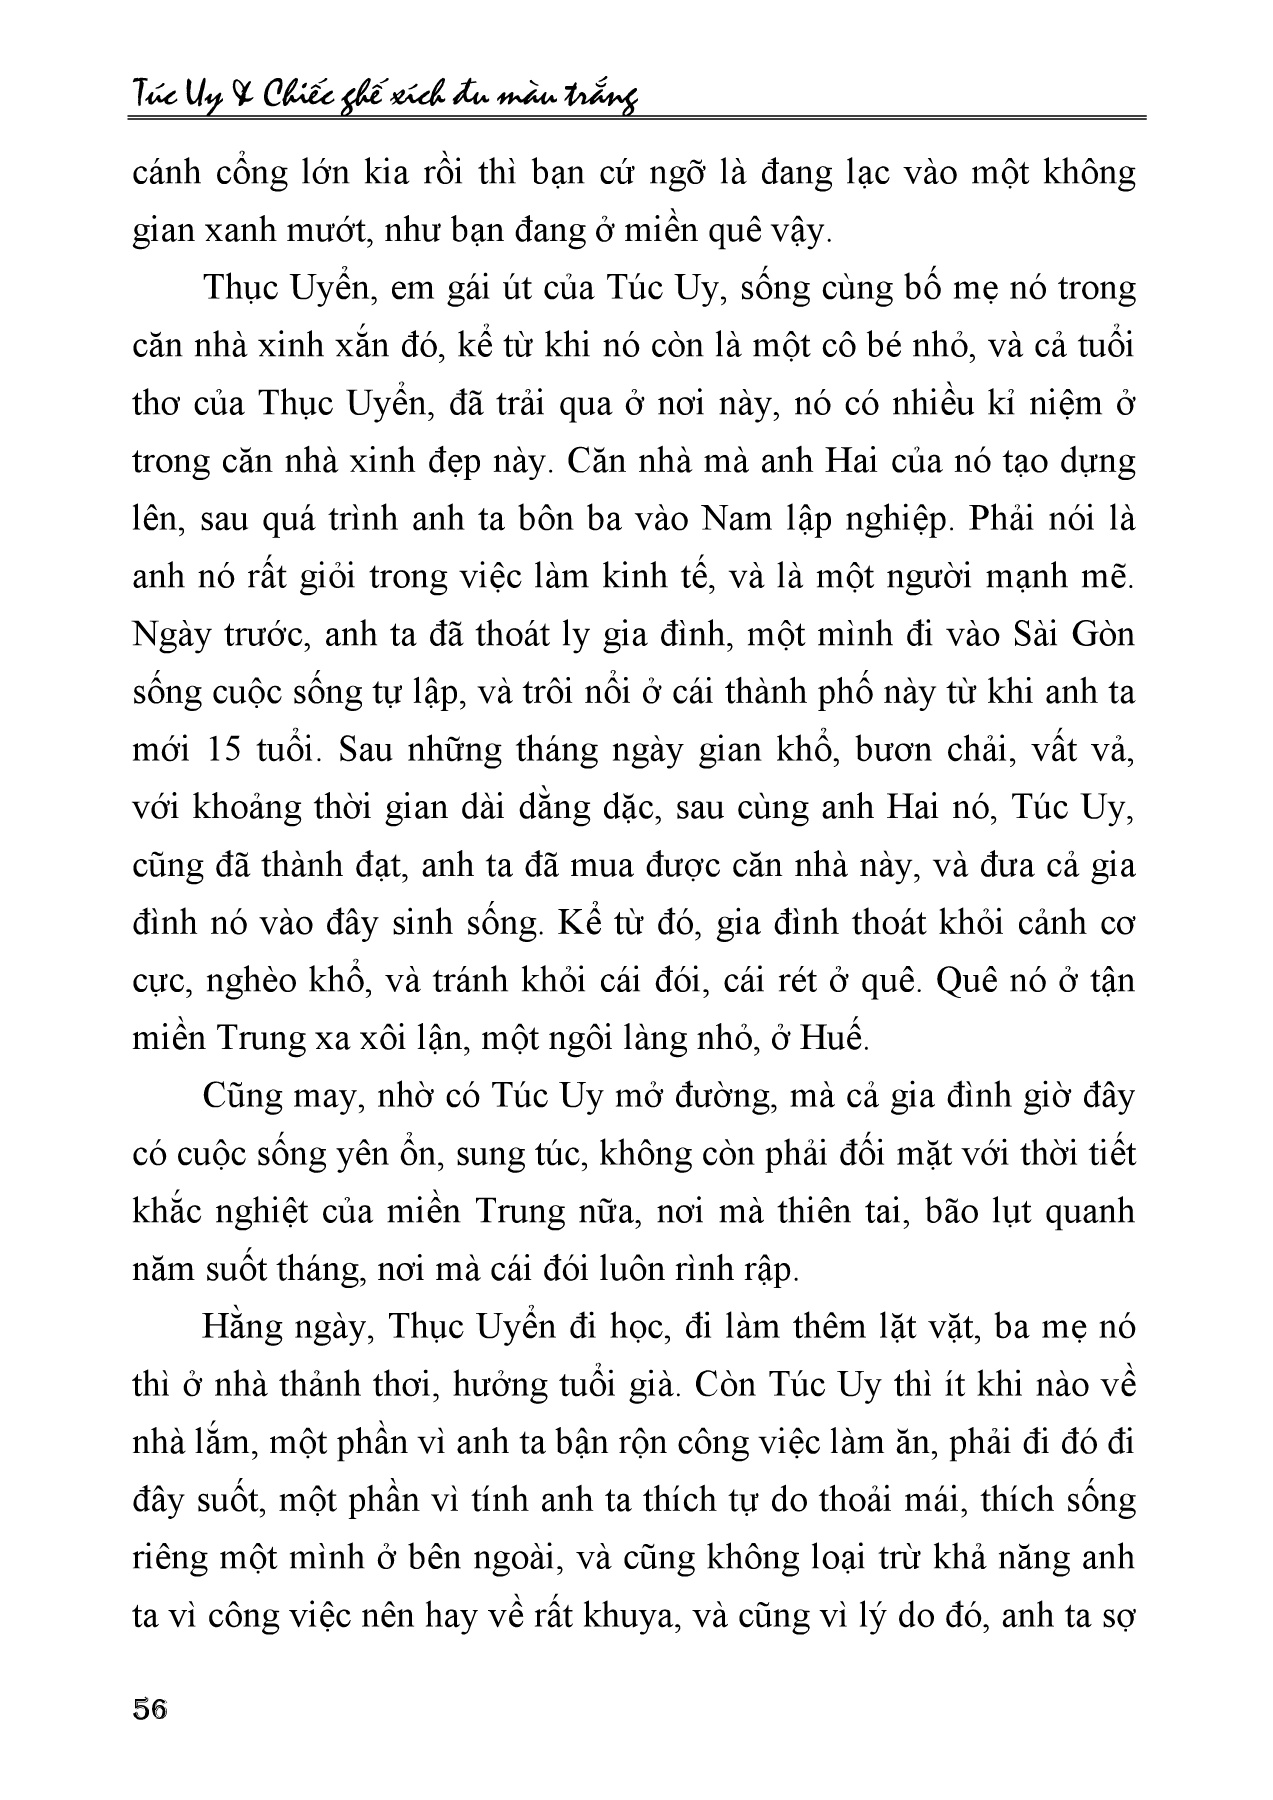 Túc Uy & Chiếc ghế xích đu màu trắng
cánh cổng lớn kia rồi thì bạn cứ ngỡ là đang lạc vào một không
gian xanh mướt, như bạn đang ở miền quê vậy.
Thục Uyển, em gái út của Túc Uy, sống cùng bố mẹ nó trong
căn nhà xinh xắn đó, kể từ khi nó còn là một cô bé nhỏ, và cả tuổi
thơ của Thục Uyển, đã trải qua ở nơi này, nó có nhiều kỉ niệm ở
trong căn nhà xinh đẹp này. Căn nhà mà anh Hai của nó tạo dựng
lên, sau quá trình anh ta bôn ba vào Nam lập nghiệp. Phải nói là
anh nó rất giỏi trong việc làm kinh tế, và là một người mạnh mẽ.
Ngày trước, anh ta đã thoát ly gia đình, một mình đi vào Sài Gòn
sống cuộc sống tự lập, và trôi nổi ở cái thành phố này từ khi anh ta
mới 15 tuổi. Sau những tháng ngày gian khổ, bươn chải, vất vả,
với khoảng thời gian dài dằng dặc, sau cùng anh Hai nó, Túc Uy,
cũng đã thành đạt, anh ta đã mua được căn nhà này, và đưa cả gia
đình nó vào đây sinh sống. Kể từ đó, gia đình thoát khỏi cảnh cơ
cực, nghèo khổ, và tránh khỏi cái đói, cái rét ở quê. Quê nó ở tận
miền Trung xa xôi lận, một ngôi làng nhỏ, ở Huế.
Cũng may, nhờ có Túc Uy mở đường, mà cả gia đình giờ đây
có cuộc sống yên ổn, sung túc, không còn phải đối mặt với thời tiết
khắc nghiệt của miền Trung nữa, nơi mà thiên tai, bão lụt quanh
năm suốt tháng, nơi mà cái đói luôn rình rập.
Hằng ngày, Thục Uyển đi học, đi làm thêm lặt vặt, ba mẹ nó
thì ở nhà thảnh thơi, hưởng tuổi già. Còn Túc Uy thì ít khi nào về
nhà lắm, một phần vì anh ta bận rộn công việc làm ăn, phải đi đó đi
đây suốt, một phần vì tính anh ta thích tự do thoải mái, thích sống
riêng một mình ở bên ngoài, và cũng không loại trừ khả năng anh
ta vì công việc nên hay về rất khuya, và cũng vì lý do đó, anh ta sợ
56